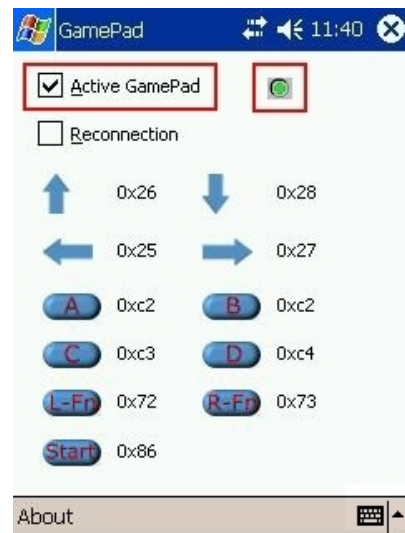 GamePad 11:40
Active GamePad
Reconnection
0x26 0x28
0x25 0x27
A 0xc2 B 0xc2
C 0xc3 D 0xc4
L-Fn 0x72 R-Fn 0x73
Start 0x86
About